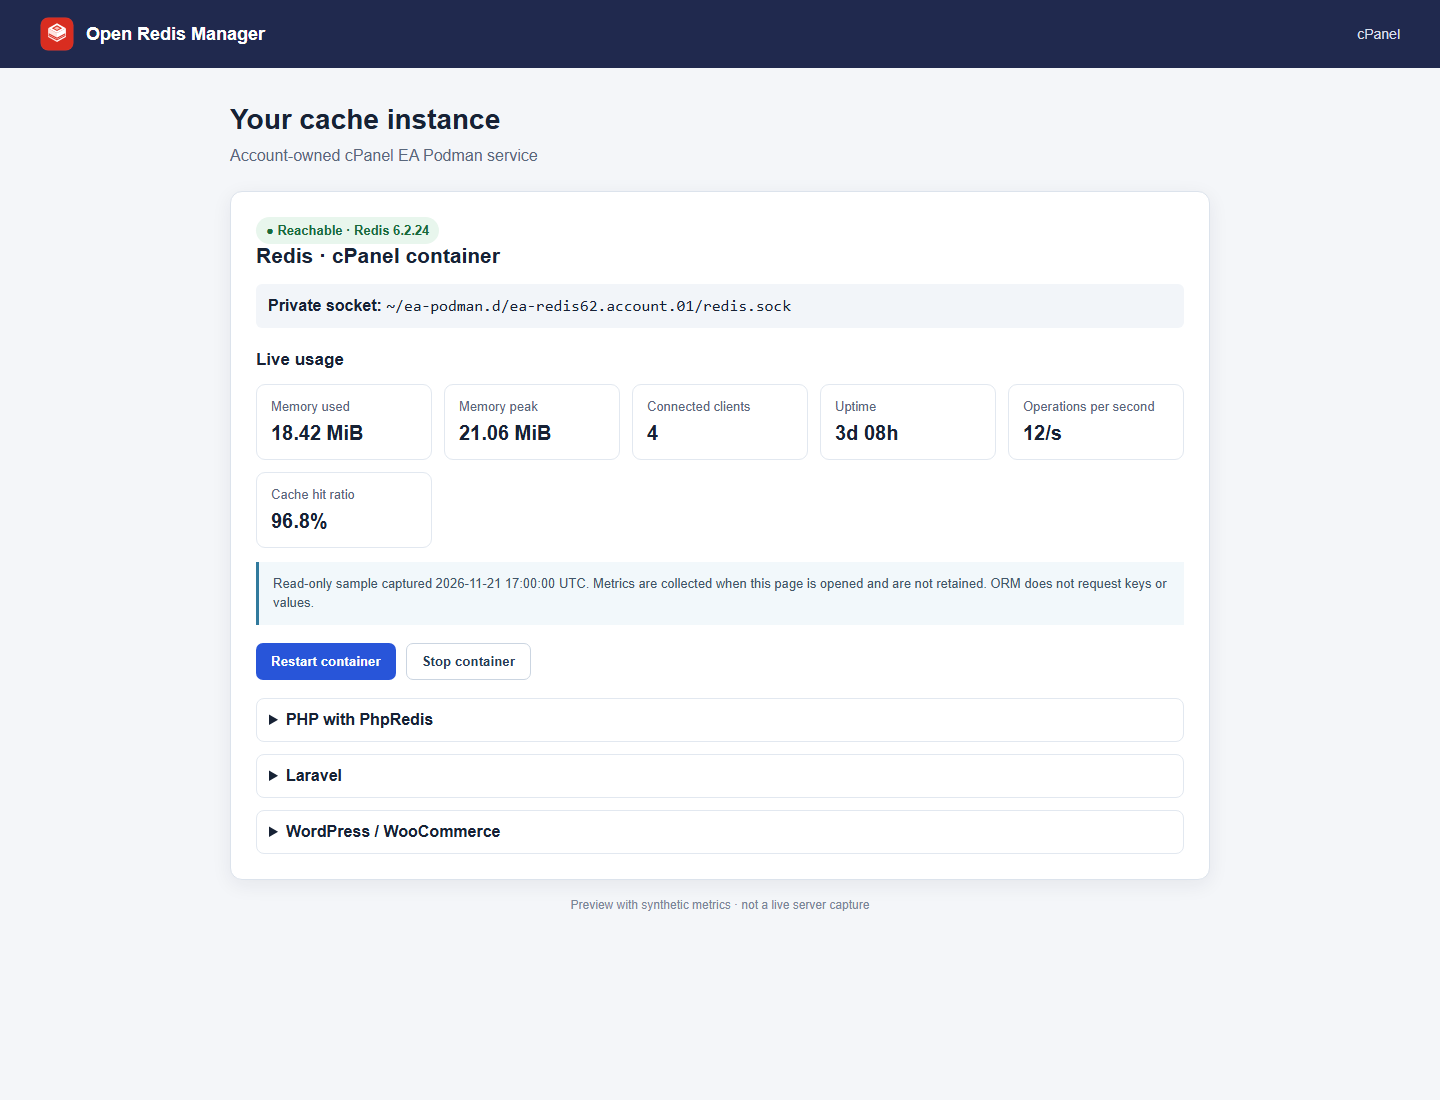 Open Redis Manager
cPanel
Your cache instance
Account-owned cPanel EA Podman service
● Reachable · Redis 6.2.24
Redis · cPanel container
Private socket: ~/ea-podman.d/ea-redis62.account.01/redis.sock
Live usage
Memory used
18.42 MiB
Memory peak
21.06 MiB
Connected clients
4
Uptime
3d 08h
Operations per second
12/s
Cache hit ratio
96.8%
Read-only sample captured 2026-11-21 17:00:00 UTC. Metrics are collected when this page is opened and are not retained. ORM does not request keys or
values.
Restart container
Stop container
PHP with PhpRedis
Laravel
WordPress / WooCommerce
Preview with synthetic metrics · not a live server capture